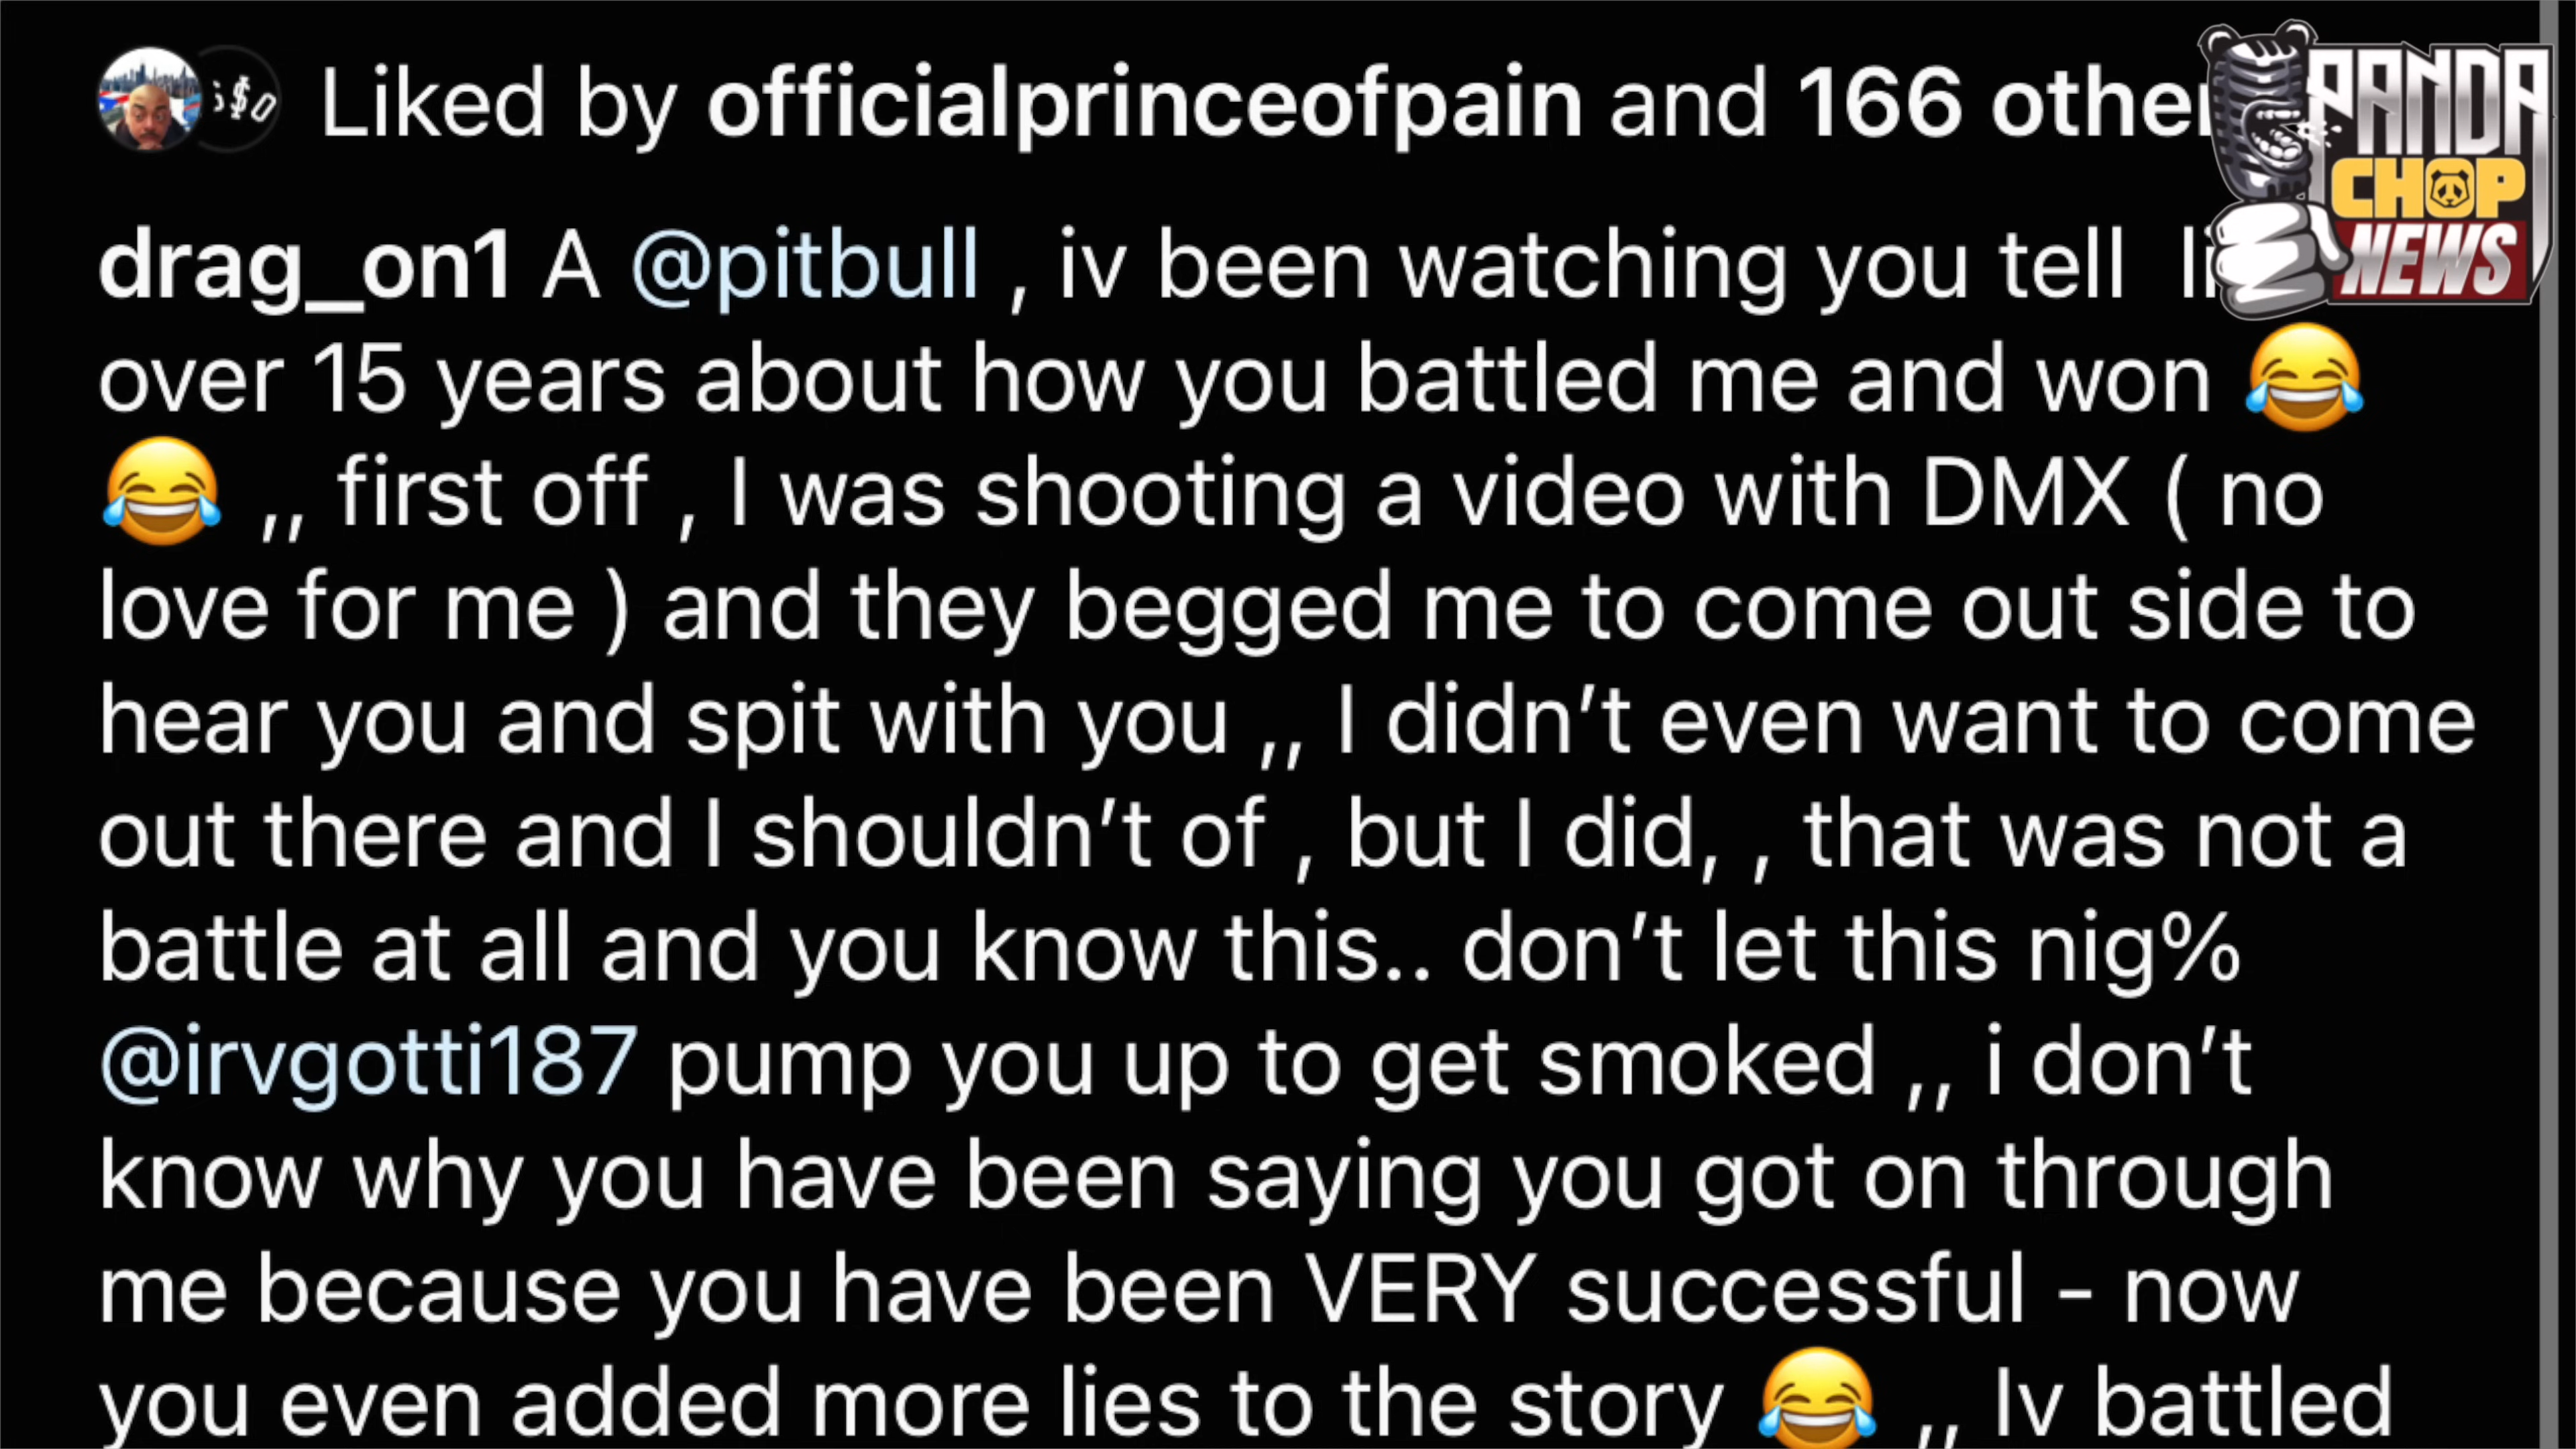 Liked by officialprinceofpain and 166
PANDA
CHOP
NEWS
drag_on1 A @pitbull , iv been watching you tell
over 15 years about how you battled me and won 😂
😂 ,, first off , I was shooting a video with DMX ( no
love for me ) and they begged me to come out side to
hear you and spit with you ,, I didn’t even want to come
out there and I shouldn’t of , but I did, , that was not a
battle at all and you know this.. don’t let this nig%
@irvgotti187 pump you up to get smoked ,, i don’t
know why you have been saying you got on through
me because you have been VERY successful - now
you even added more lies to the story 😂 ,, Iv battled